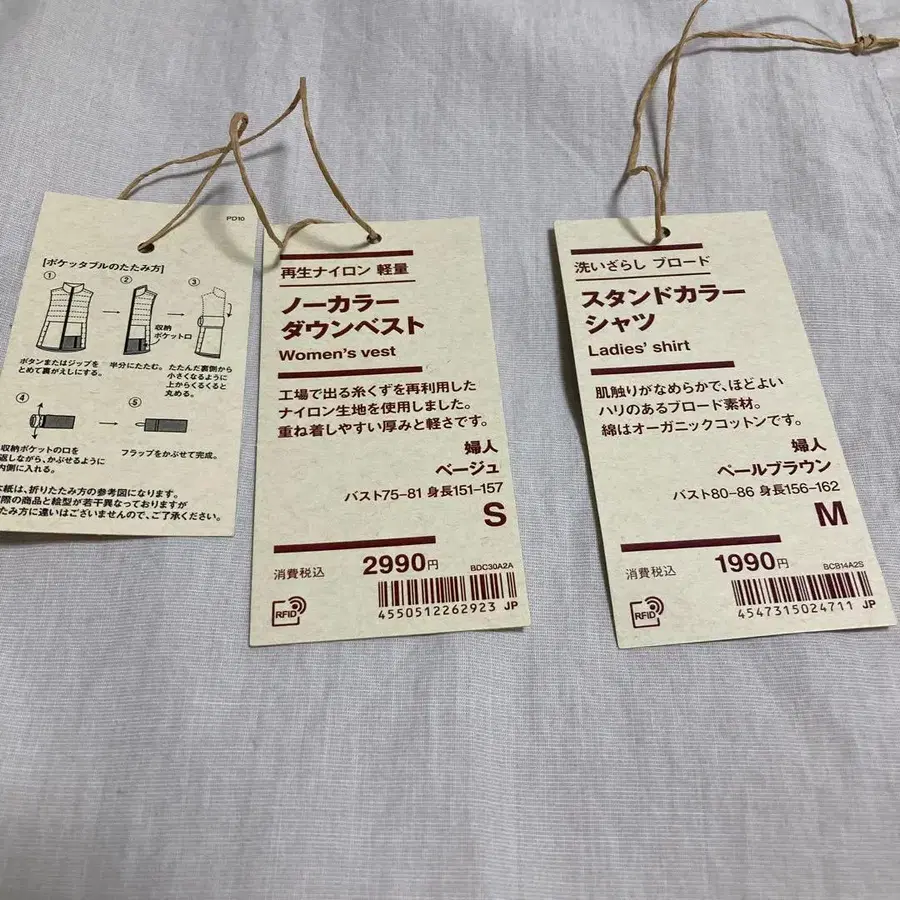 PD10
[ポケッタブルのたたみ方]
①
②
③
収納
ポケット口
ボタンまたはジップを
とめて裏がえしにする。
半分にたたむ。
たたんだ裏側から
小さくなるように
上からくるくると
丸める。
④
⑤
収納ポケットの口を
返しながら、かぶせるように
内側に入れる。
フラップをかぶせて完成。
紙は、折りたたみ方の参考図になります。
際の商品と絵型が若干異なっておりますが
たみ方に違いはございませんので、ご了承ください。
再生ナイロン 軽量
ノーカラー
ダウンベスト
Women's vest
工場で出る糸くずを再利用した
ナイロン生地を使用しました。
重ね着しやすい厚みと軽さです。
婦人
ベージュ
バスト75-81 身長151-157
S
消費税込 2990円
BDC30A2A
RFID
4550512262923 JP
洗いざらし ブロード
スタンドカラー
シャツ
Ladies' shirt
肌触りがなめらかで、ほどよい
ハリのあるブロード素材。
綿はオーガニックコットンです。
婦人
ペールブラウン
バスト80-86 身長156-162
M
消費税込 1990円
BCB14A2S
RFID
4547315024711 JP